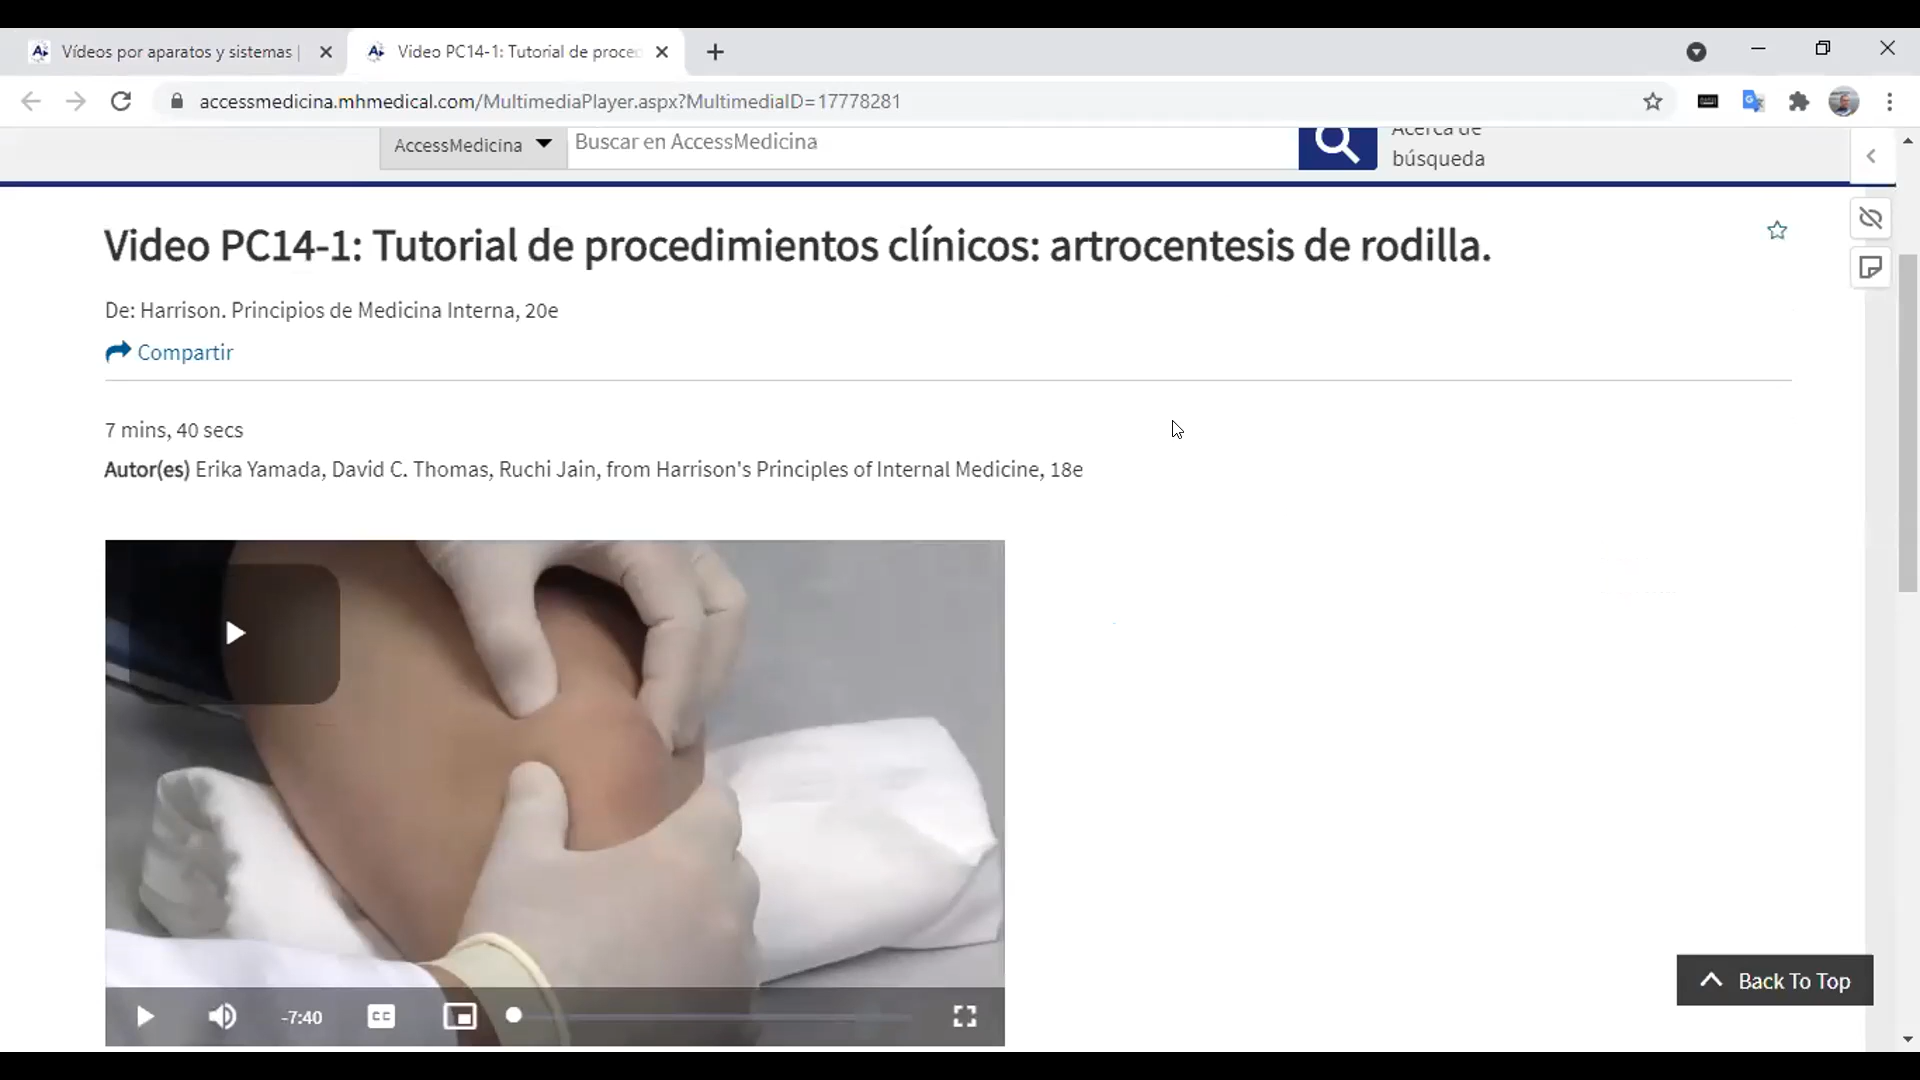 Vídeos por aparatos y sistemas |
Video PC14-1: Tutorial de proce
accessmedicina.mhmedical.com/MultimediaPlayer.aspx?MultimediaID=17778281
AccessMedicina
Buscar en AccessMedicina
Acerca de
búsqueda
Video PC14-1: Tutorial de procedimientos clínicos: artrocentesis de rodilla.
De: Harrison. Principios de Medicina Interna, 20e
Compartir
7 mins, 40 secs
Autor(es) Erika Yamada, David C. Thomas, Ruchi Jain, from Harrison's Principles of Internal Medicine, 18e
-7:40
CC
Back To Top